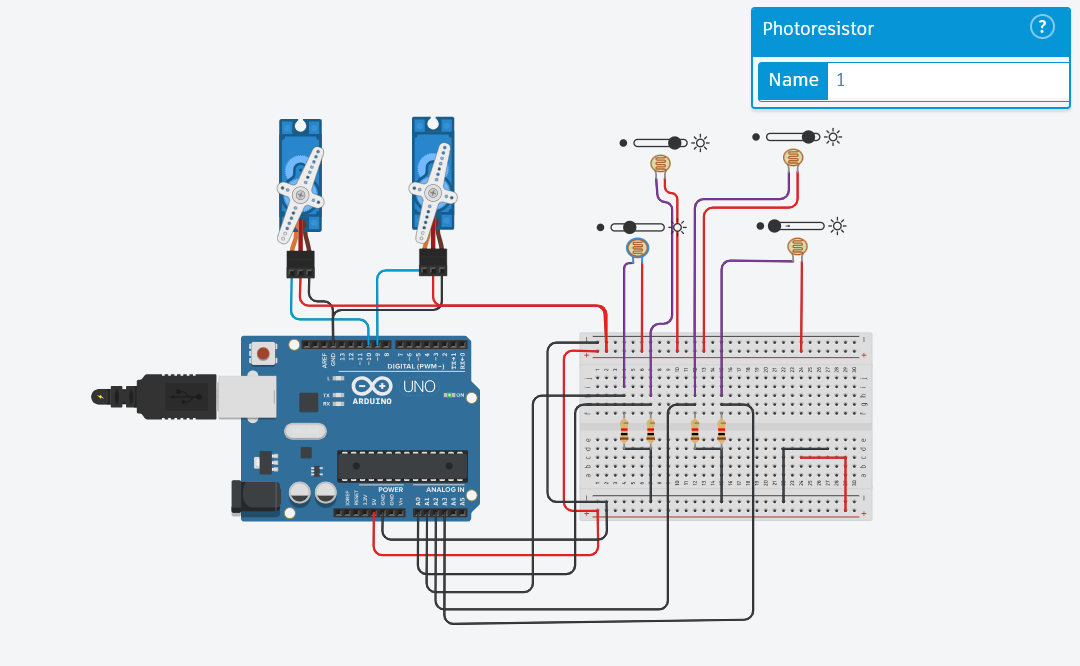 Photoresistor ?
Name 1
AREF
GND
13
12
~11
~10
~9
8
7
~6
~5
4
~3
2
TX→1
RX←0
DIGITAL (PWM~)
L
TX
RX
UNO
ON
ARDUINO
POWER
ANALOG IN
IOREF
RESET
3.3V
5V
GND
GND
Vin
A0
A1
A2
A3
A4
A5